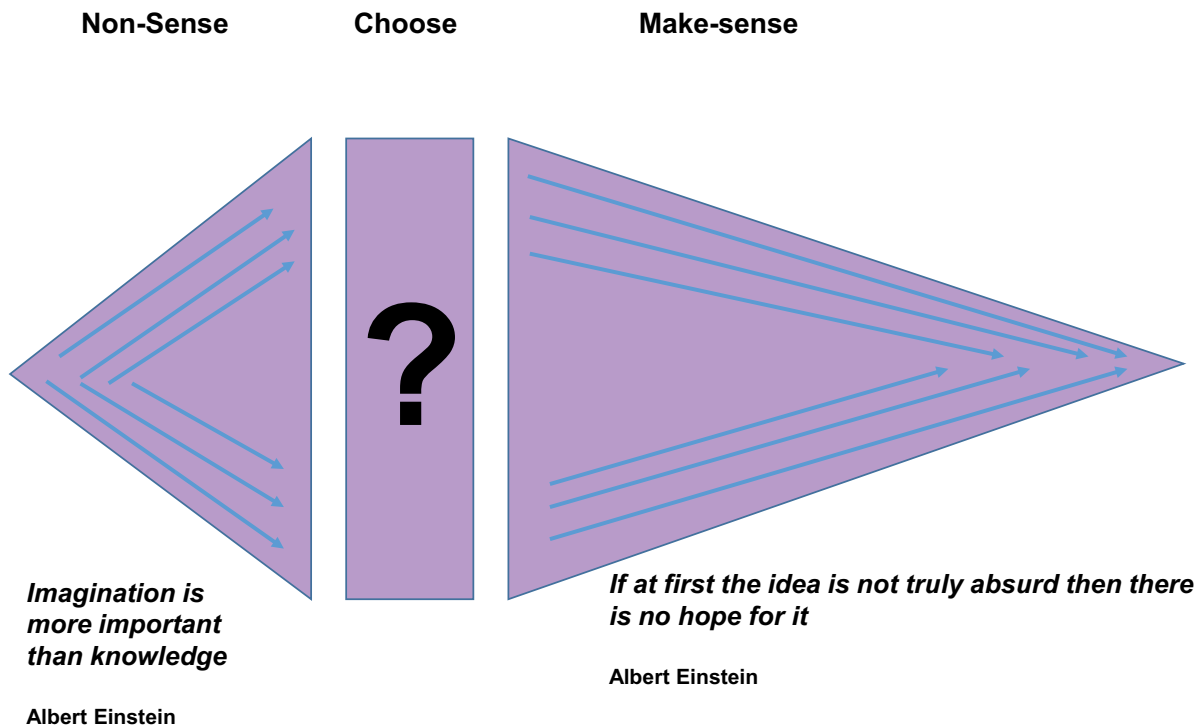 Non-Sense
Choose
Make-sense
?
Imagination is
more important
than knowledge
Albert Einstein
If at first the idea is not truly absurd then there
is no hope for it
Albert Einstein